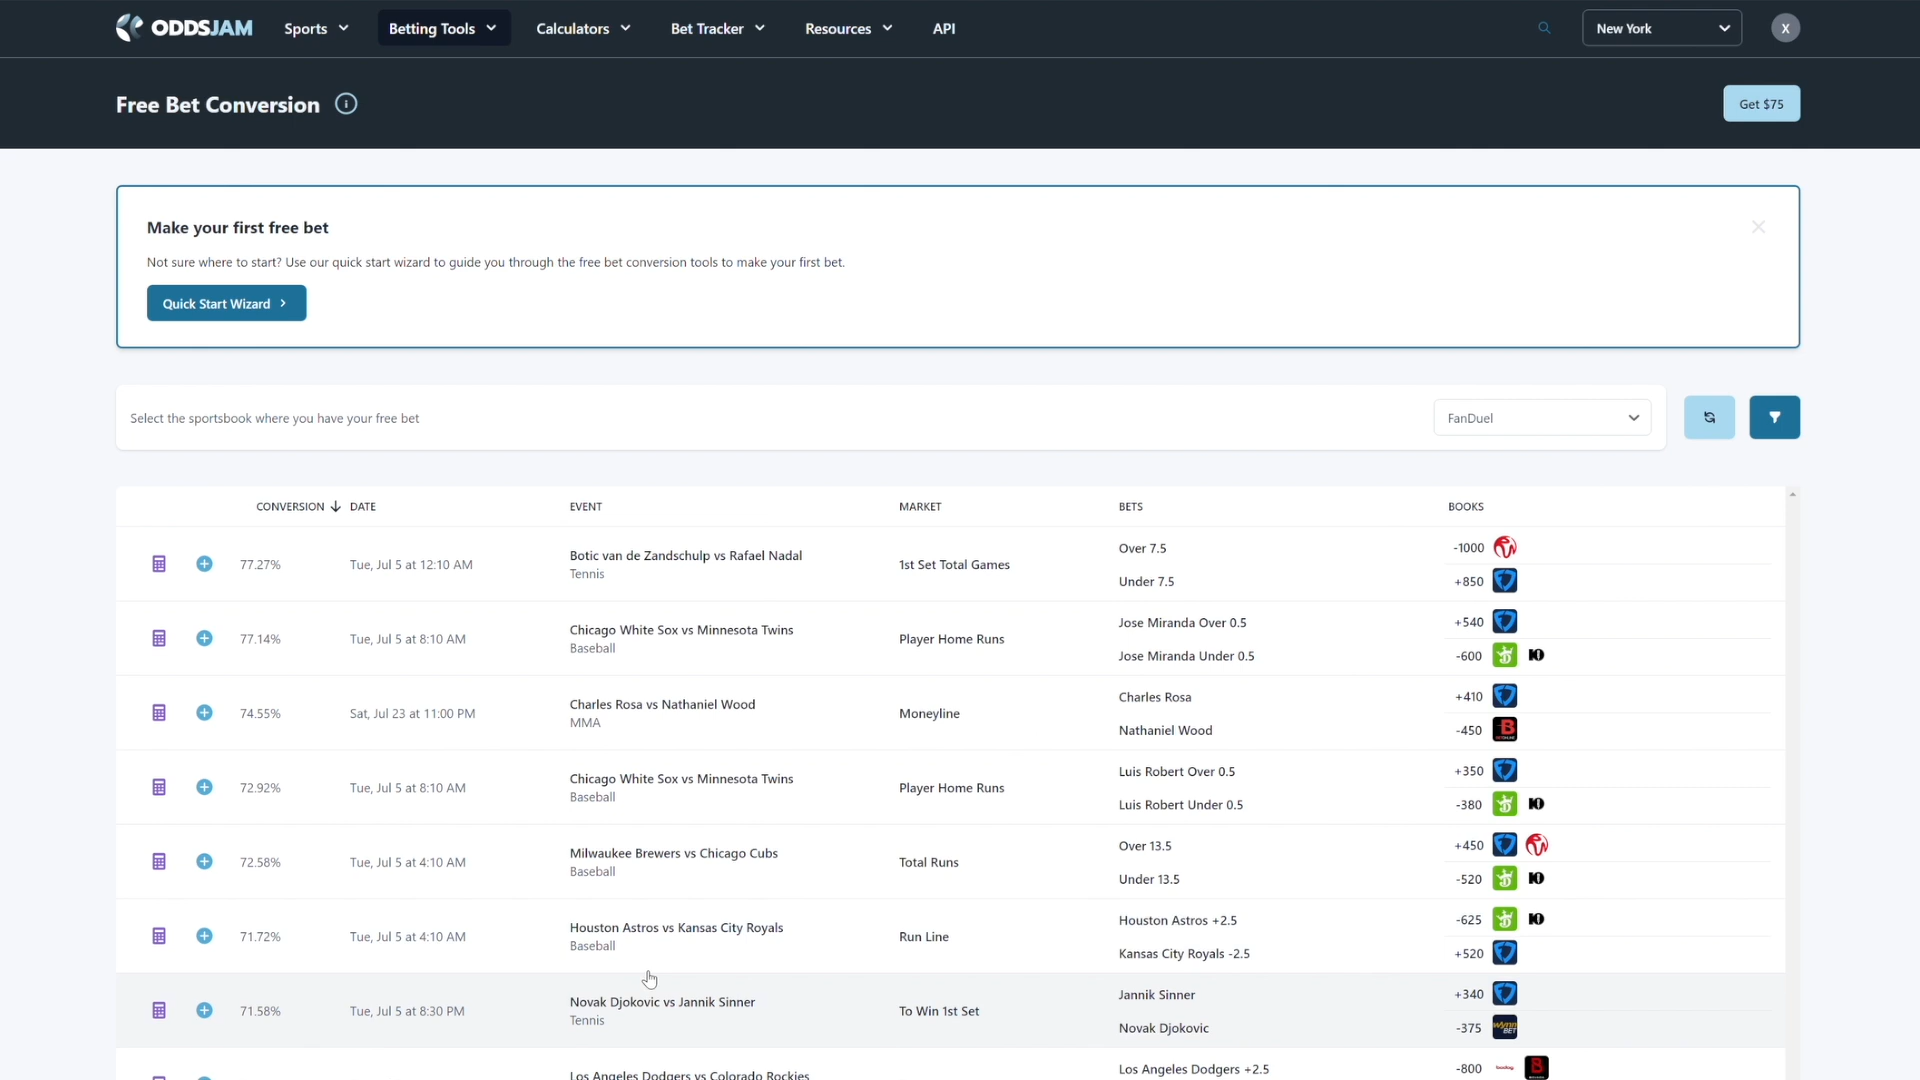 ODDSJAM Sports Betting Tools Calculators Bet Tracker Resources API New York X
Free Bet Conversion Get $75
Make your first free bet
Not sure where to start? Use our quick start wizard to guide you through the free bet conversion tools to make your first bet.
Quick Start Wizard
Select the sportsbook where you have your free bet FanDuel
CONVERSION DATE EVENT MARKET BETS BOOKS
77.27% Tue, Jul 5 at 12:10 AM Botic van de Zandschulp vs Rafael Nadal 1st Set Total Games Over 7.5 -1000
Tennis Under 7.5 +850
77.14% Tue, Jul 5 at 8:10 AM Chicago White Sox vs Minnesota Twins Player Home Runs Jose Miranda Over 0.5 +540
Baseball Jose Miranda Under 0.5 -600
74.55% Sat, Jul 23 at 11:00 PM Charles Rosa vs Nathaniel Wood Moneyline Charles Rosa +410
MMA Nathaniel Wood -450
72.92% Tue, Jul 5 at 8:10 AM Chicago White Sox vs Minnesota Twins Player Home Runs Luis Robert Over 0.5 +350
Baseball Luis Robert Under 0.5 -380
72.58% Tue, Jul 5 at 4:10 AM Milwaukee Brewers vs Chicago Cubs Total Runs Over 13.5 +450
Baseball Under 13.5 -520
71.72% Tue, Jul 5 at 4:10 AM Houston Astros vs Kansas City Royals Run Line Houston Astros +2.5 -625
Baseball Kansas City Royals -2.5 +520
71.58% Tue, Jul 5 at 8:30 PM Novak Djokovic vs Jannik Sinner To Win 1st Set Jannik Sinner +340
Tennis Novak Djokovic -375 WYNN BET
Los Angeles Dodgers vs Colorado Rockies Los Angeles Dodgers +2.5 -800